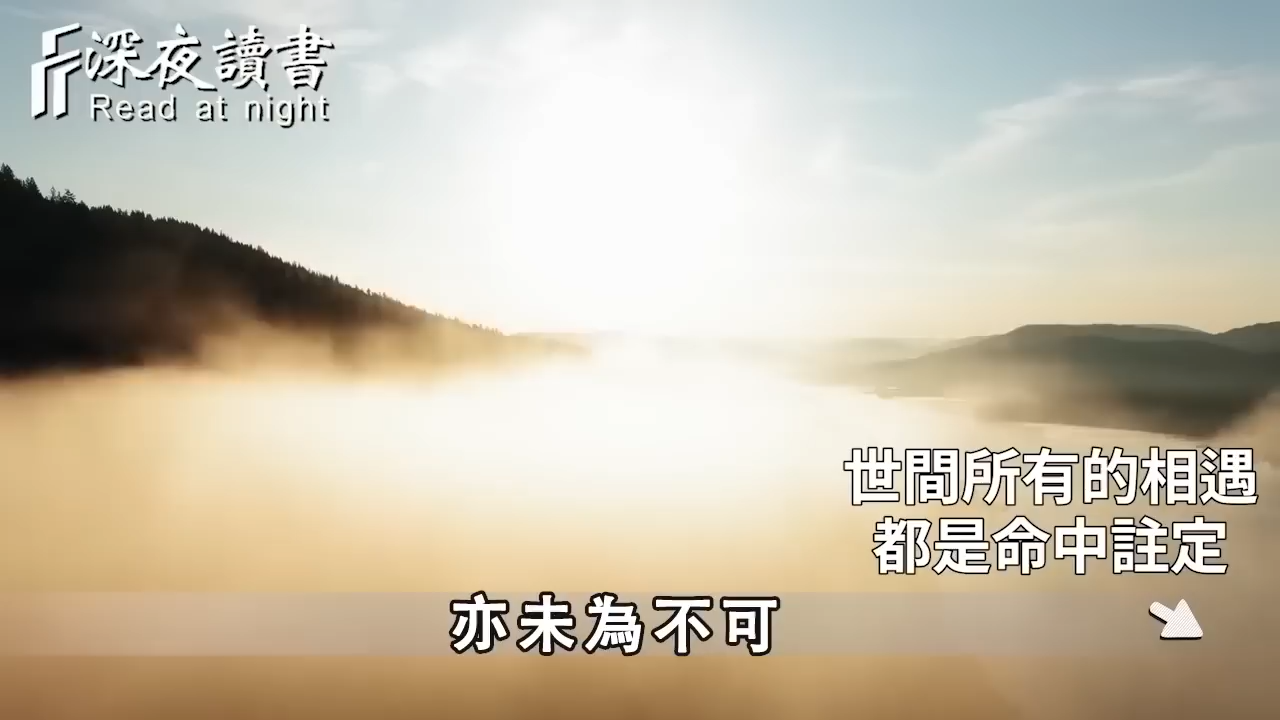 深夜讀書
Read at night
世間所有的相遇
都是命中註定
亦未為不可